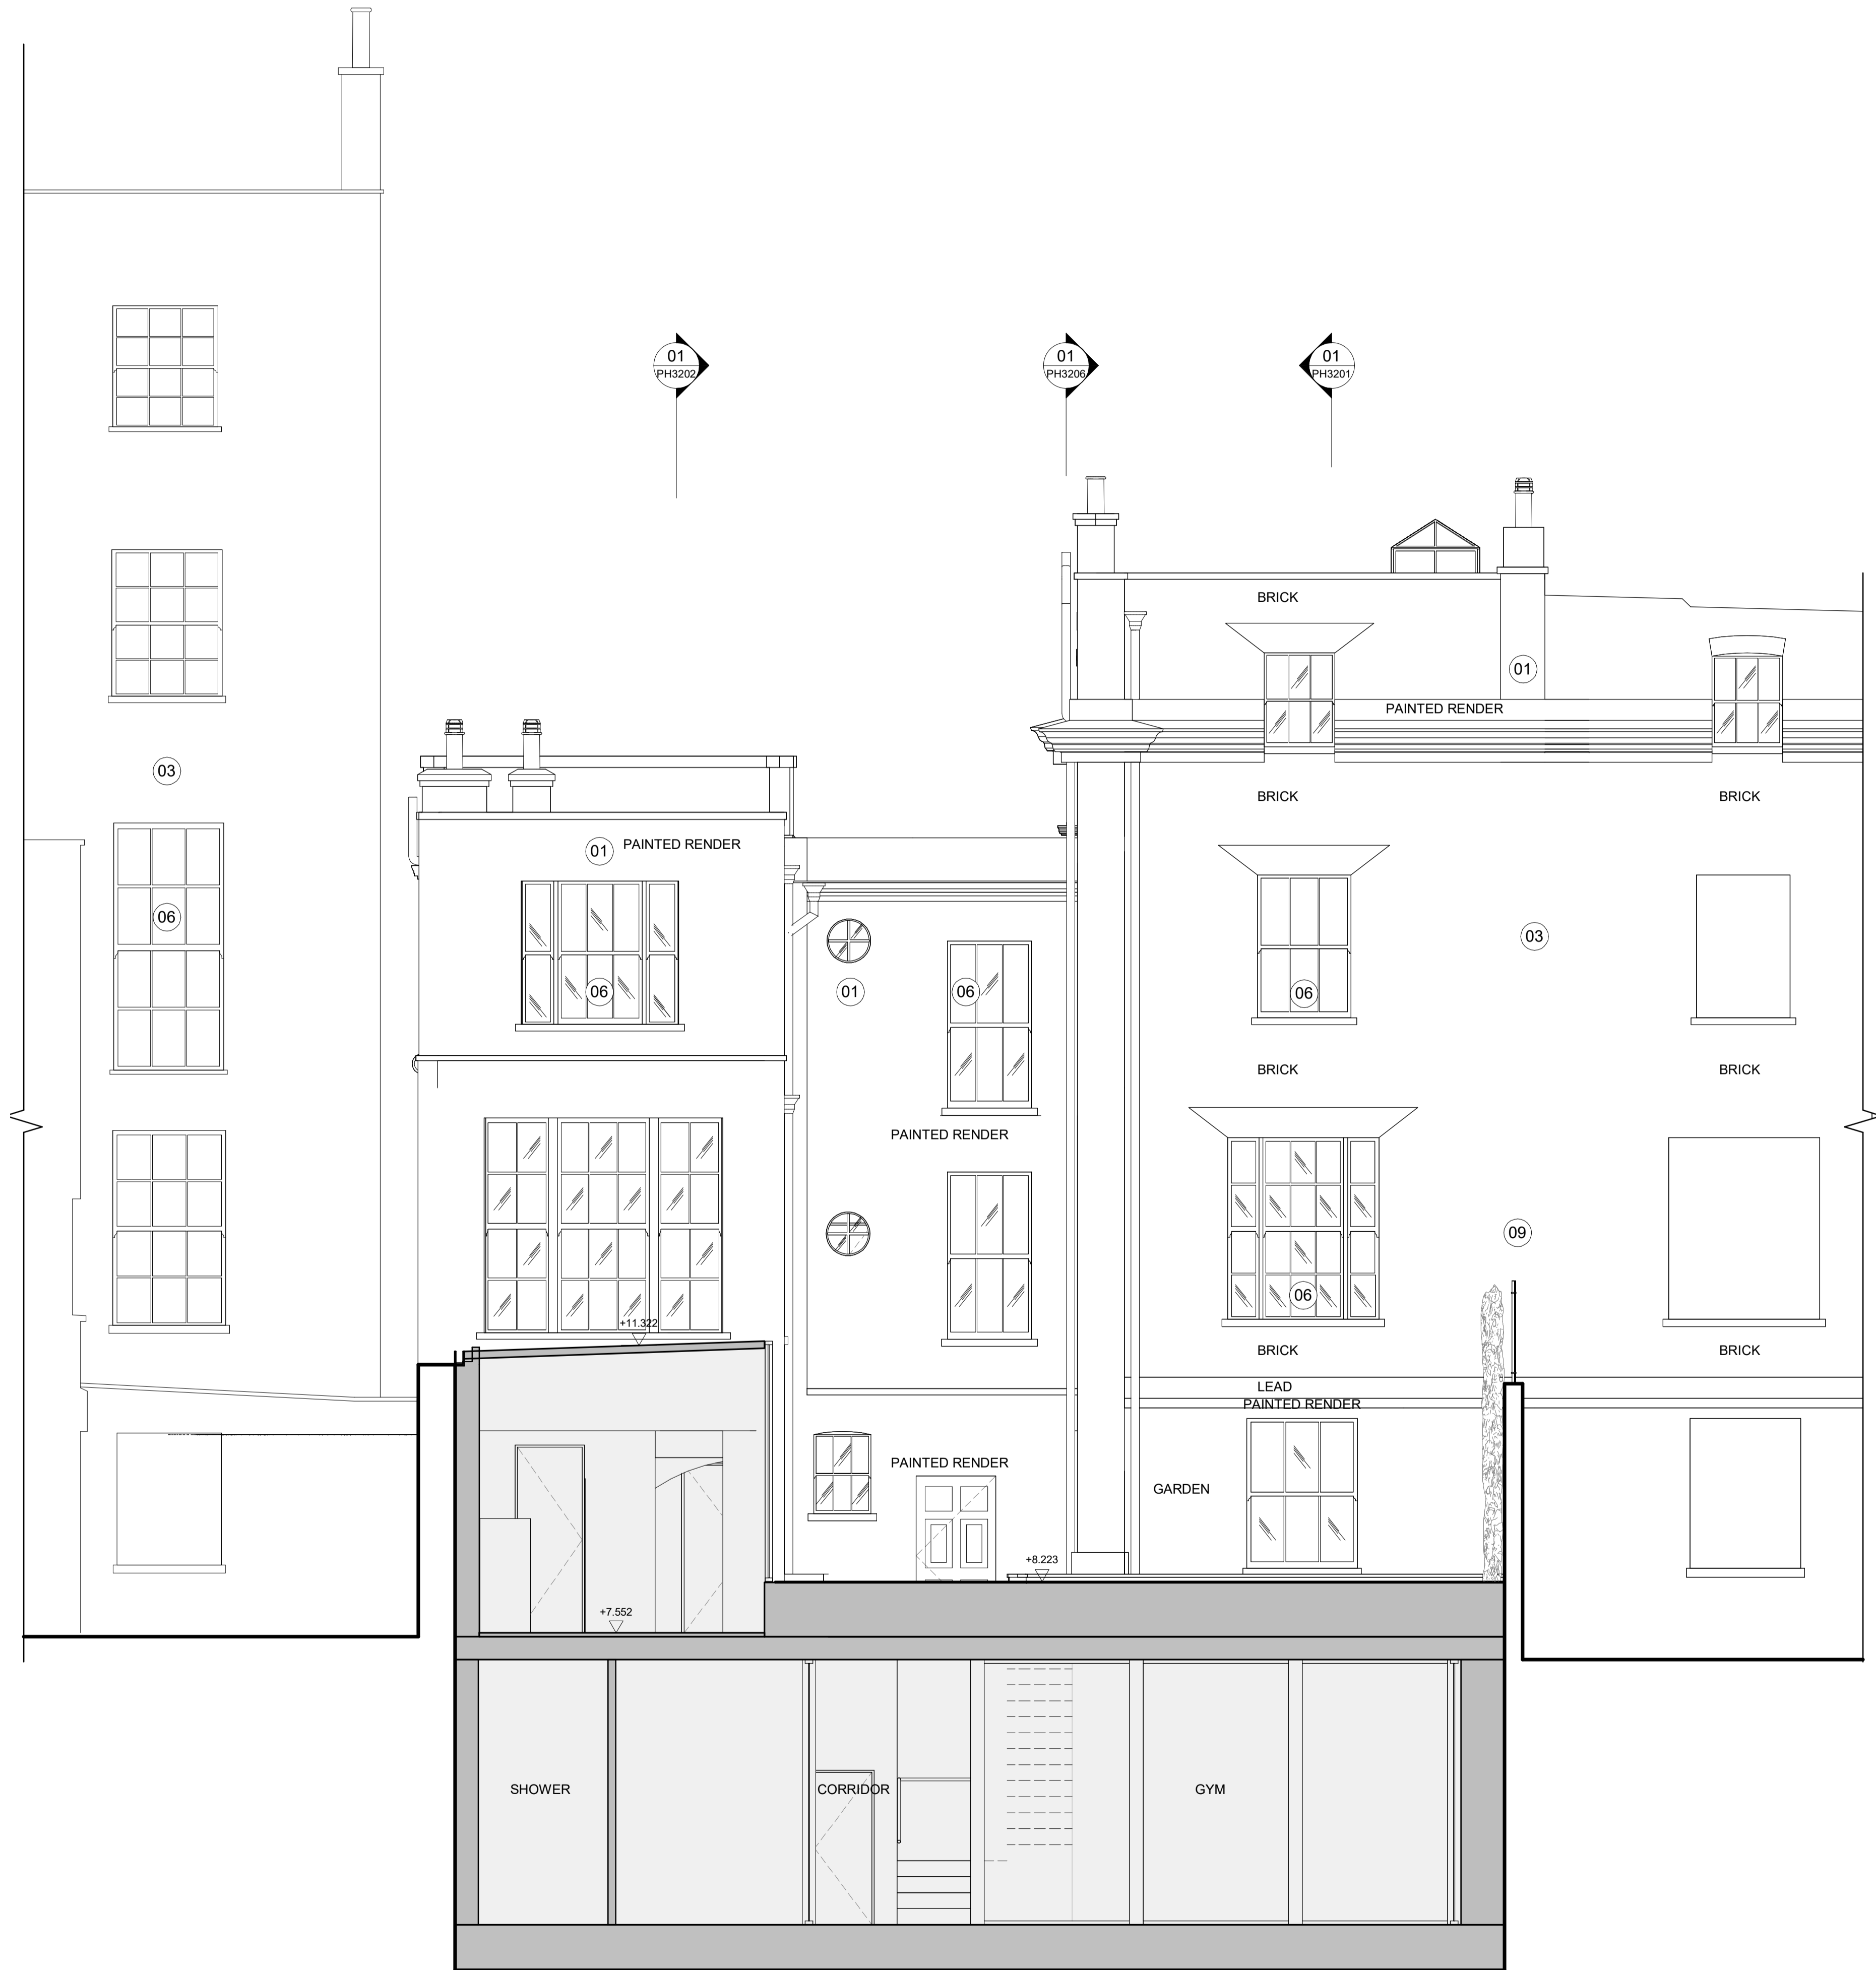 01
PH3202
01
PH3206
01
PH3201
BRICK
01
PAINTED RENDER
03
BRICK
BRICK
01
PAINTED RENDER
06
03
06
01
06
06
BRICK
BRICK
PAINTED RENDER
09
06
+11.322
BRICK
BRICK
LEAD
PAINTED RENDER
PAINTED RENDER
GARDEN
+8.223
+7.552
SHOWER
CORRIDOR
GYM